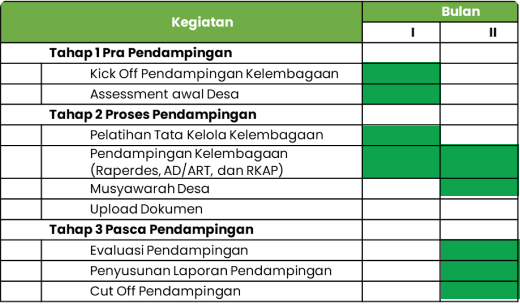 Kegiatan
Bulan
I II
Tahap 1 Pra Pendampingan
Kick Off Pendampingan Kelembagaan
Assessment awal Desa
Tahap 2 Proses Pendampingan
Pelatihan Tata Kelola Kelembagaan
Pendampingan Kelembagaan
(Raperdes, AD/ART, dan RKAP)
Musyawarah Desa
Upload Dokumen
Tahap 3 Pasca Pendampingan
Evaluasi Pendampingan
Penyusunan Laporan Pendampingan
Cut Off Pendampingan